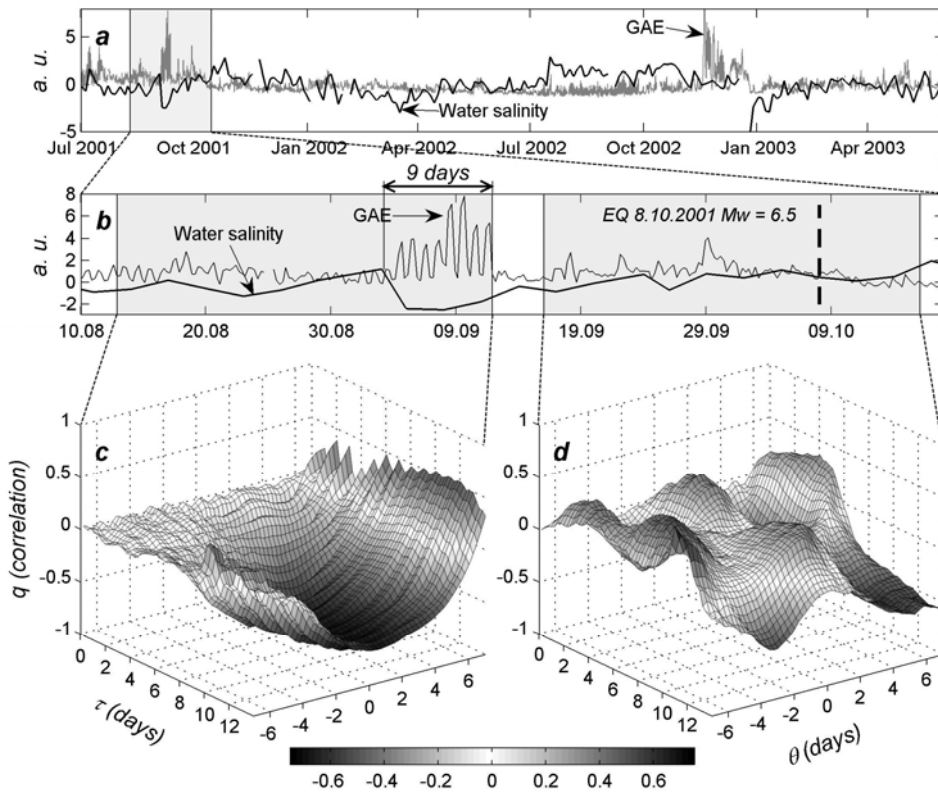 a
a. u.
5
0
-5
GAE
Water salinity
Jul 2001 Oct 2001 Jan 2002 Apr 2002 Jul 2002 Oct 2002 Jan 2003 Apr 2003
9 days
b
a. u.
8
6
4
2
0
-2
GAE
Water salinity
EQ 8.10.2001 Mw = 6.5
10.08 20.08 30.08 09.09 19.09 29.09 09.10
c
q (correlation)
1
0.5
0
-0.5
-1
0 2 4 6 8 10 12
τ (days)
-6 -4 -2 0 2 4 6
d
1
0.5
0
-0.5
-1
0 2 4 6 8 10 12
-6 -4 -2 0 2 4 6
θ (days)
-0.6 -0.4 -0.2 0 0.2 0.4 0.6